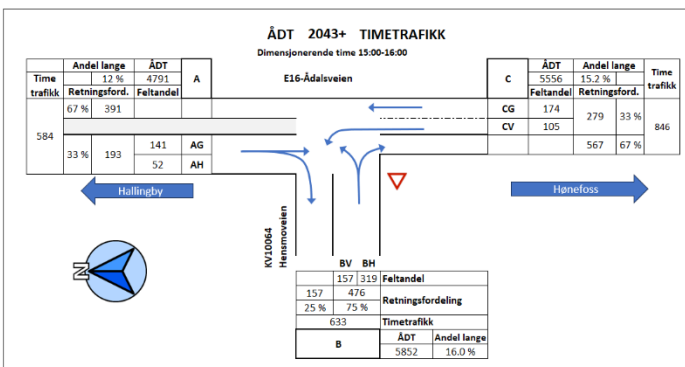 ÅDT 2043+ TIMETRAFIKK
Dimensjonerende time 15:00-16:00
Andel lange ÅDT
Time 12 % 4791 A
trafikk Retningsford. Feltandel
67 % 391
584
33 % 193 141 AG
52 AH
E16-Ådalsveien
ÅDT Andel lange
C 5556 15.2 % Time
Feltandel Retningsford. trafikk
CG 174
279 33 %
CV 105
846
567 67 %
Hallingby
Hønefoss
KV10064
Hensmoveien
N
BV BH
157 319 Feltandel
157 476
Retningsfordeling
25 % 75 %
633 Timetrafikk
B ÅDT Andel lange
5852 16.0 %